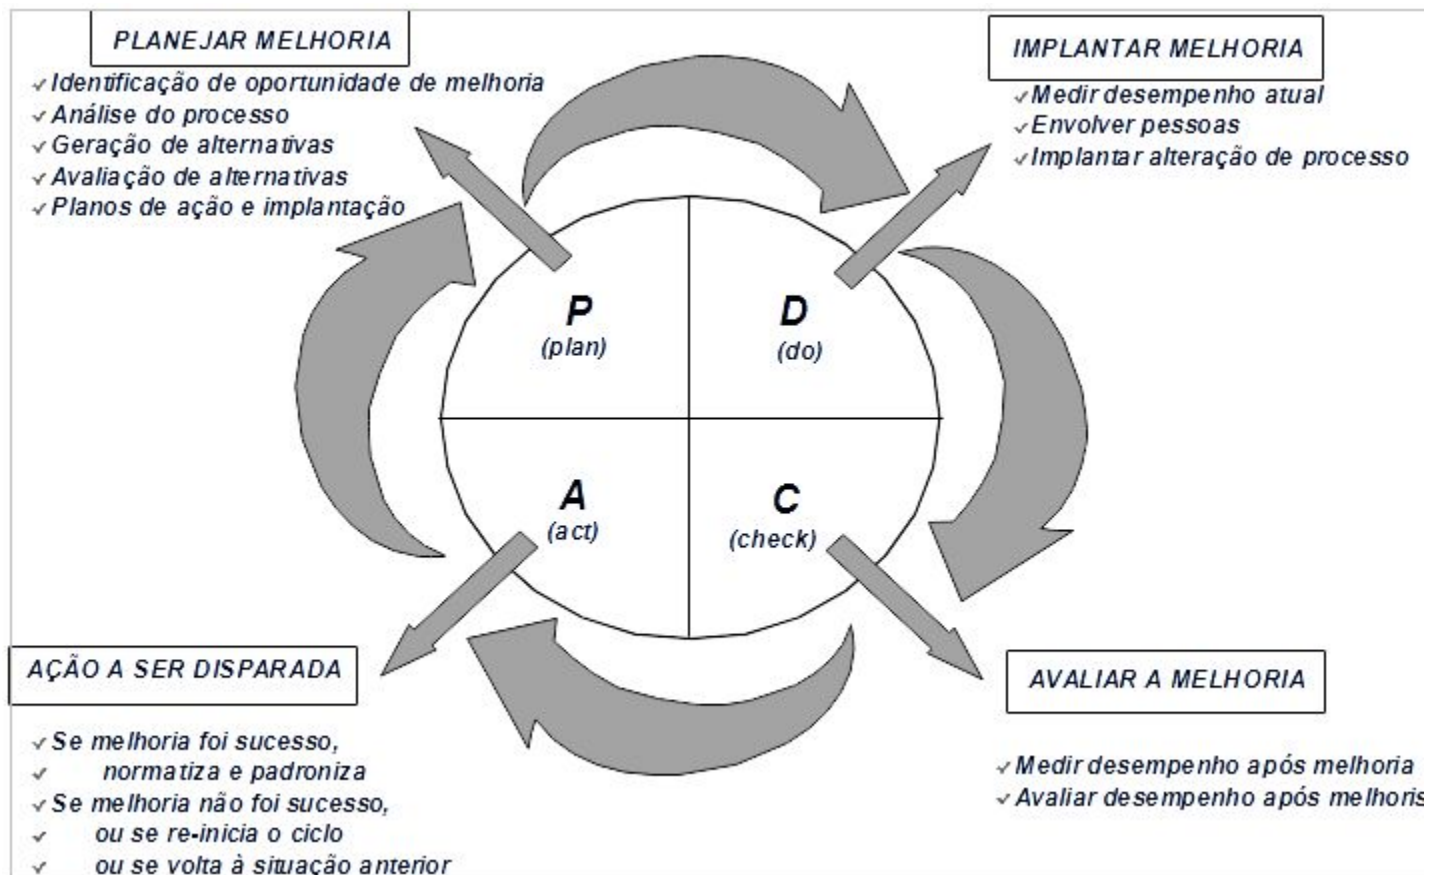 PLANEJAR MELHORIA
✓Identificação de oportunidade de melhoria
✓Análise do processo
✓Geração de alternativas
✓Avaliação de alternativas
✓Planos de ação e implantação
IMPLANTAR MELHORIA
✓Medir desempenho atual
✓Envolver pessoas
✓Implantar alteração de processo
P
(plan)
D
(do)
A
(act)
C
(check)
AÇÃO A SER DISPARADA
✓Se melhoria foi sucesso,
✓ normatiza e padroniza
✓Se melhoria não foi sucesso,
✓ ou se re-inicia o ciclo
✓ ou se volta à situação anterior
AVALIAR A MELHORIA
✓Medir desempenho após melhoria
✓Avaliar desempenho após melhoris